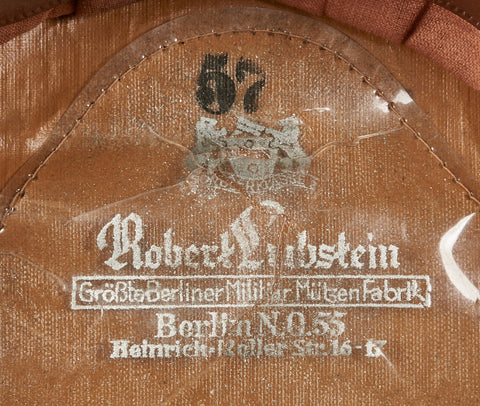 57
Robert Lubstein
Größte Berliner Militär Mützen Fabrik
Berlin N.O.55
Heinrich-Roller-Str. 16-17